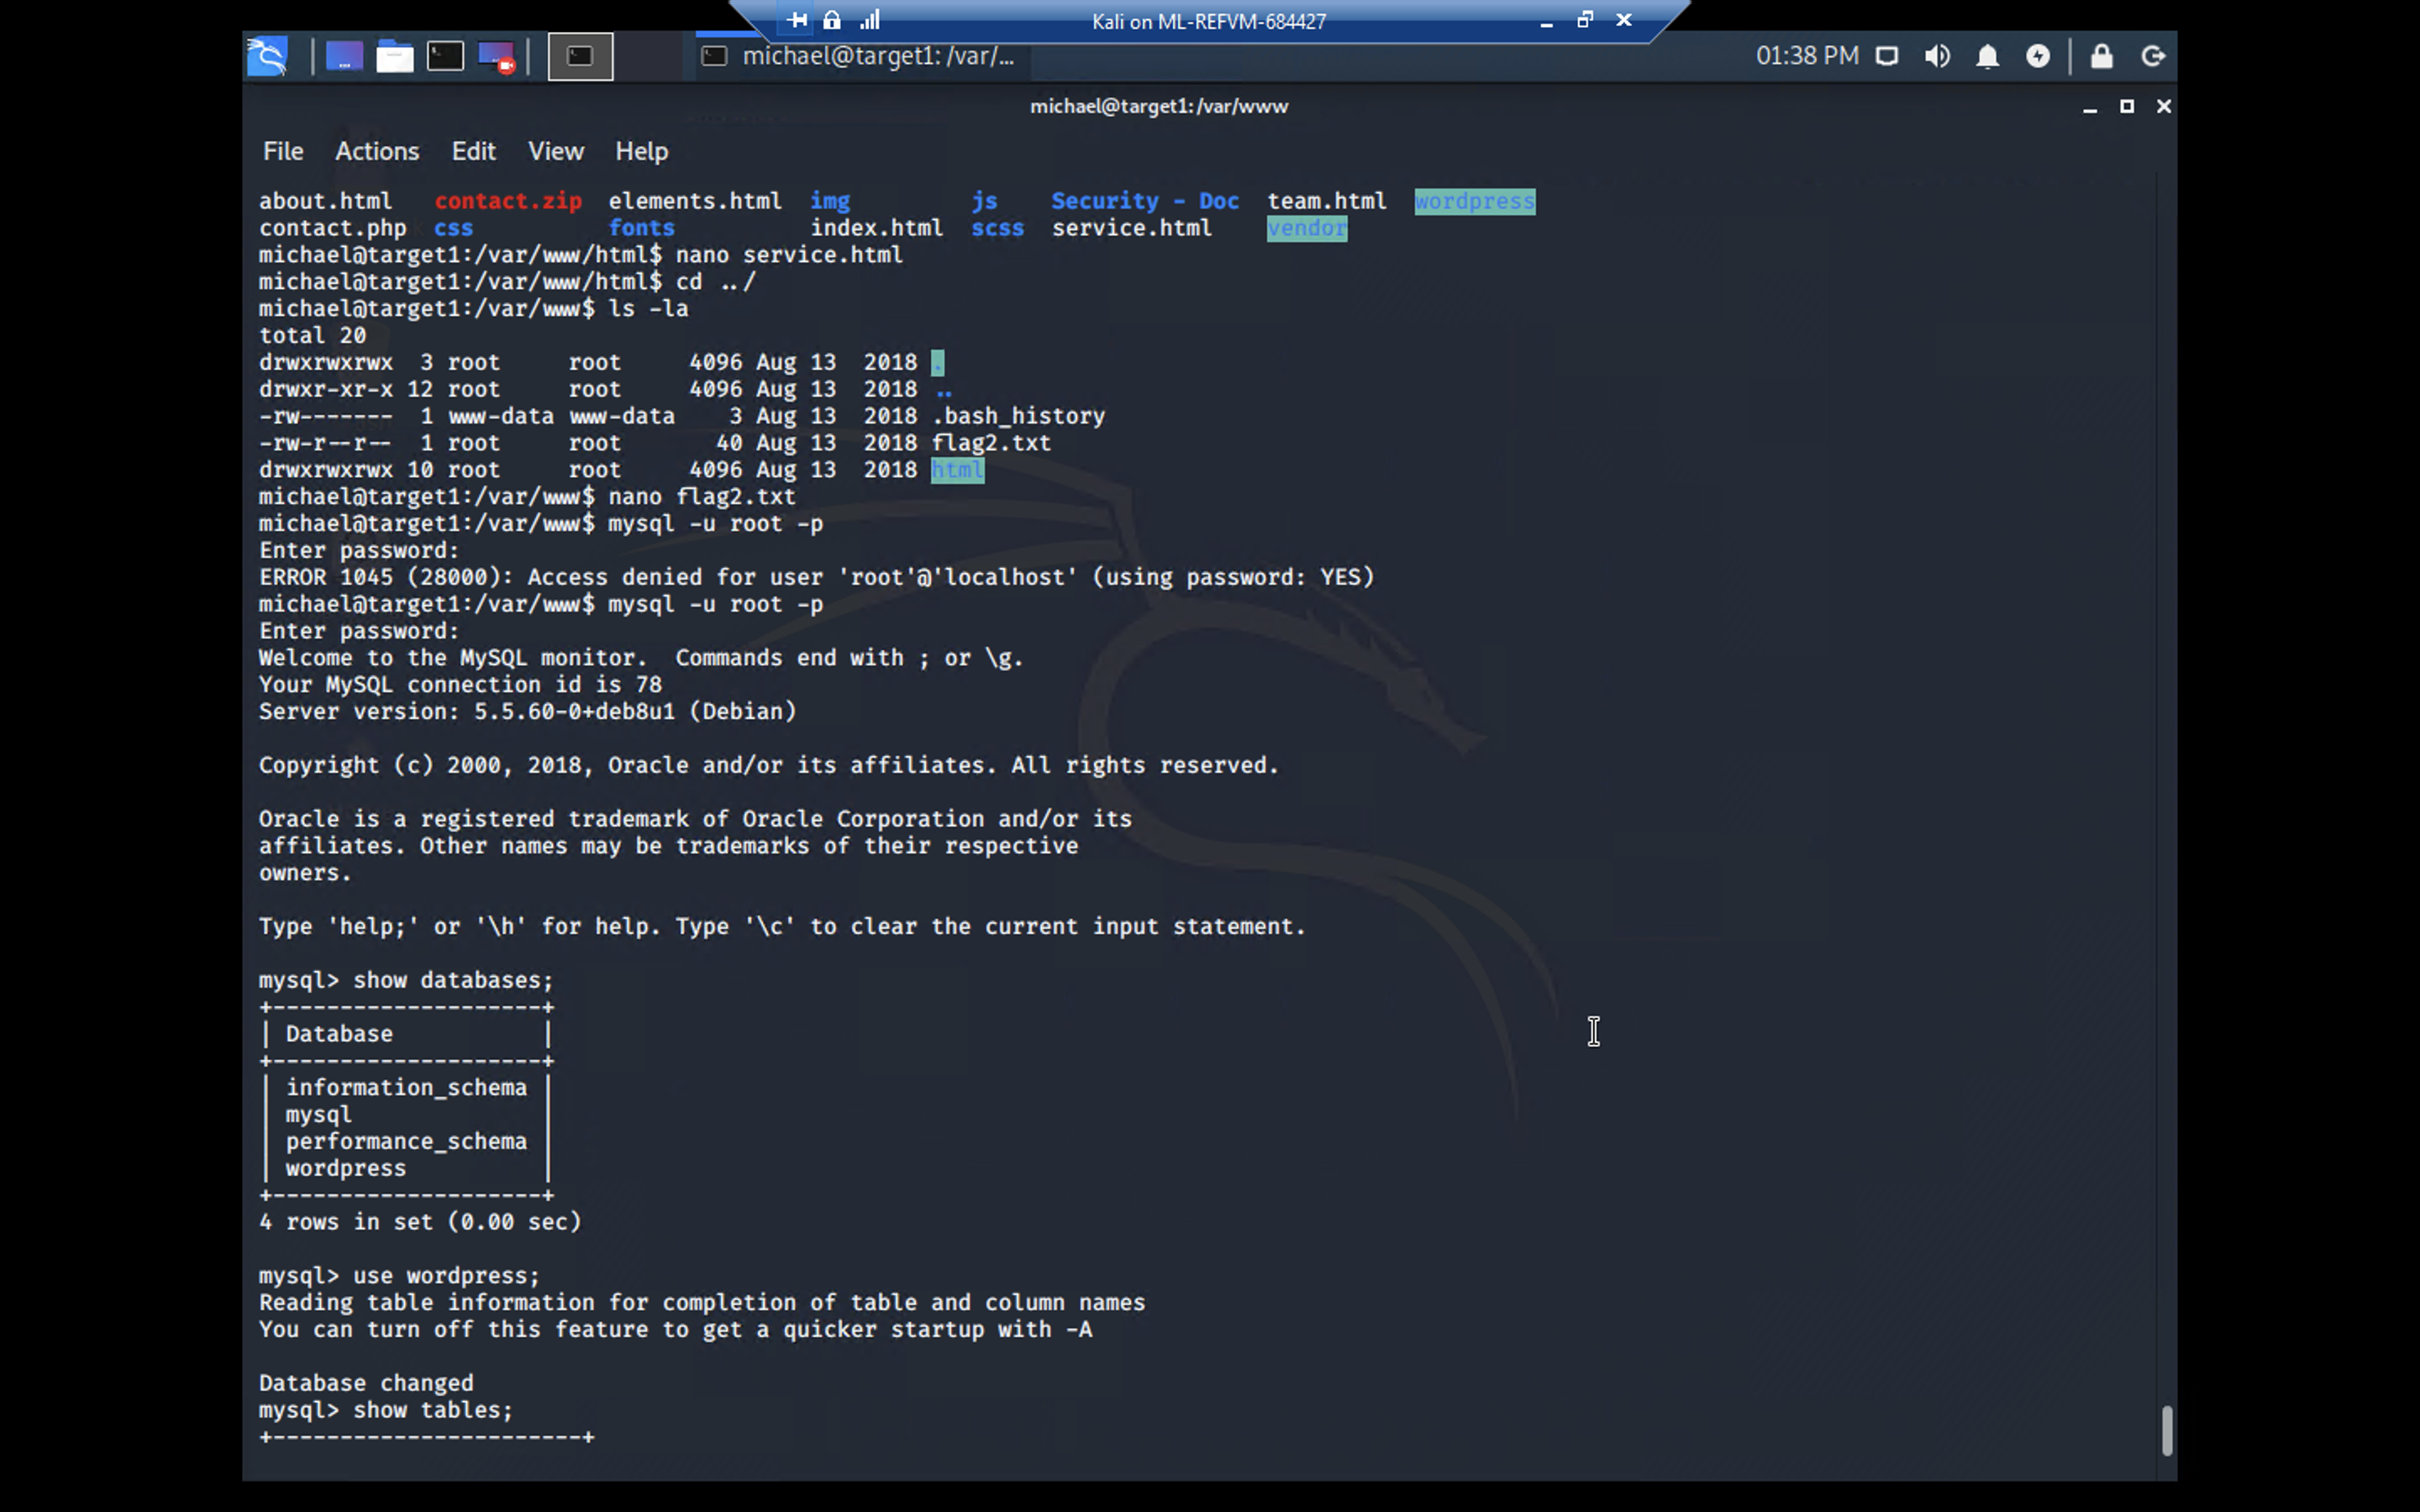 Kali on ML-REFVM-684427
michael@target1: /var/... 01:38 PM
michael@target1:/var/www
File Actions Edit View Help
about.html contact.zip elements.html img js Security - Doc team.html wordpress
contact.php css fonts index.html scss service.html vendor
michael@target1:/var/www/html$ nano service.html
michael@target1:/var/www/html$ cd ../
michael@target1:/var/www$ ls -la
total 20
drwxrwxrwx 3 root root 4096 Aug 13 2018 .
drwxr-xr-x 12 root root 4096 Aug 13 2018 ..
-rw------- 1 www-data www-data 3 Aug 13 2018 .bash_history
-rw-r--r-- 1 root root 40 Aug 13 2018 flag2.txt
drwxrwxrwx 10 root root 4096 Aug 13 2018 html
michael@target1:/var/www$ nano flag2.txt
michael@target1:/var/www$ mysql -u root -p
Enter password:
ERROR 1045 (28000): Access denied for user 'root'@'localhost' (using password: YES)
michael@target1:/var/www$ mysql -u root -p
Enter password:
Welcome to the MySQL monitor. Commands end with ; or \g.
Your MySQL connection id is 78
Server version: 5.5.60-0+deb8u1 (Debian)
Copyright (c) 2000, 2018, Oracle and/or its affiliates. All rights reserved.
Oracle is a registered trademark of Oracle Corporation and/or its
affiliates. Other names may be trademarks of their respective
owners.
Type 'help;' or '\h' for help. Type '\c' to clear the current input statement.
mysql> show databases;
+--------------------+
| Database |
+--------------------+
| information_schema |
| mysql |
| performance_schema |
| wordpress |
+--------------------+
4 rows in set (0.00 sec)
mysql> use wordpress;
Reading table information for completion of table and column names
You can turn off this feature to get a quicker startup with -A
Database changed
mysql> show tables;
+-----------------------+